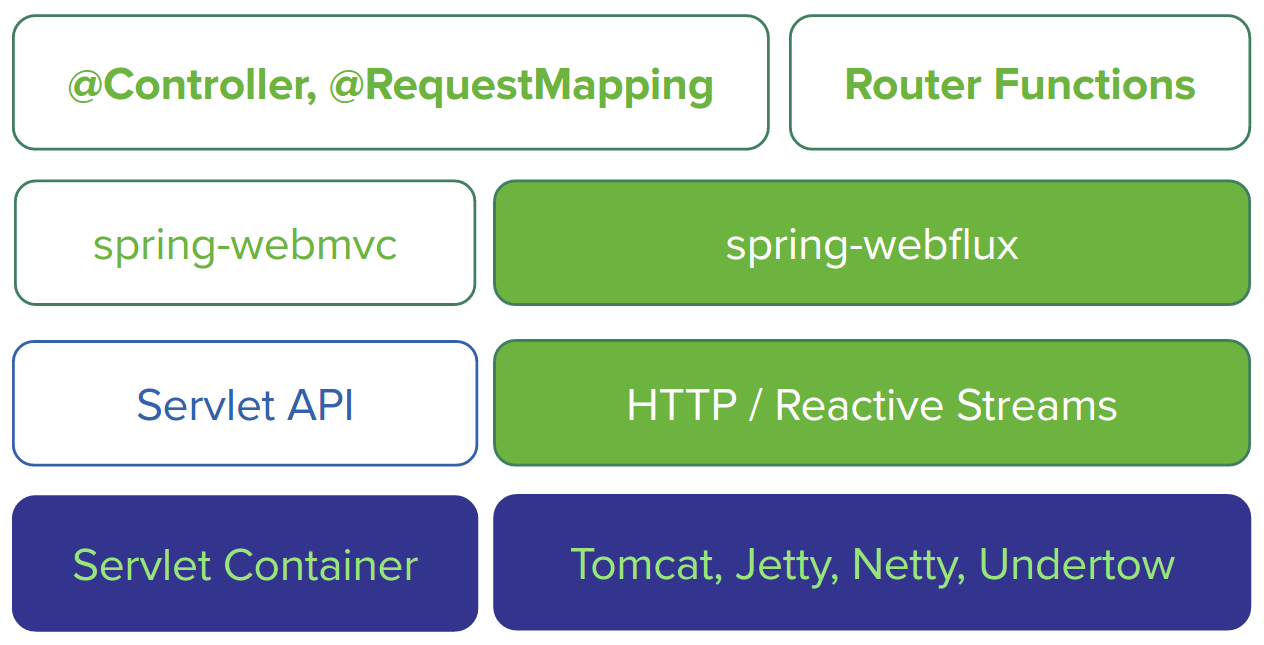 @Controller, @RequestMapping
Router Functions
spring-webmvc
spring-webflux
Servlet API
HTTP / Reactive Streams
Servlet Container
Tomcat, Jetty, Netty, Undertow